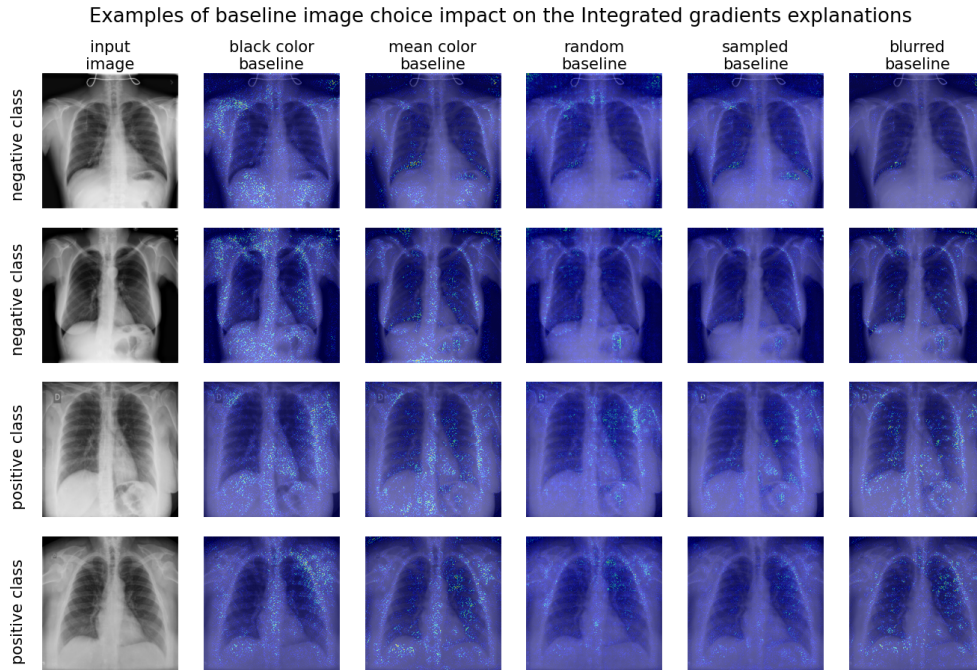 Examples of baseline image choice impact on the Integrated gradients explanations
input
image
black color
baseline
mean color
baseline
random
baseline
sampled
baseline
blurred
baseline
negative class
negative class
positive class
D
positive class